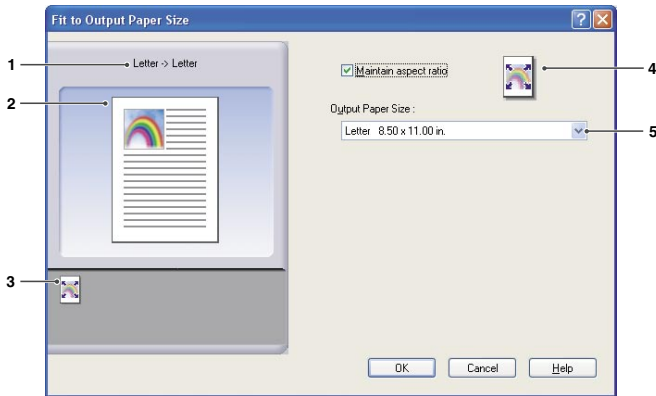 Fit to Output Paper Size
1
Letter -> Letter
2
3
Maintain aspect ratio
4
Output Paper Size :
Letter 8.50 x 11.00 in.
5
OK
Cancel
Help